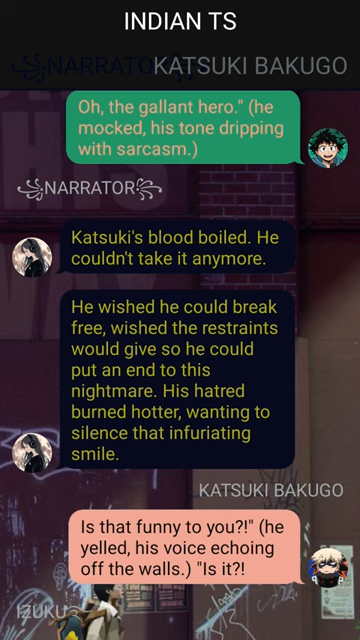 INDIAN TS
꧁NARRATOR꧂
KATSUKI BAKUGO
Oh, the gallant hero." (he
mocked, his tone dripping
with sarcasm.)
꧁NARRATOR꧂
Katsuki's blood boiled. He
couldn't take it anymore.
He wished he could break
free, wished the restraints
would give so he could
put an end to this
nightmare. His hatred
burned hotter, wanting to
silence that infuriating
smile.
KATSUKI BAKUGO
Is that funny to you?!" (he
yelled, his voice echoing
off the walls.) "Is it?!
IZUKU